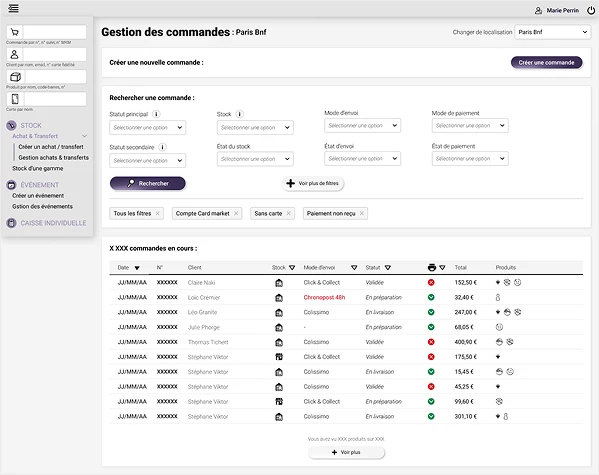 Marie Perrin
Commande par n°, n° suivi, n° MKM
Client par nom, email, n° carte fidélité
Produit par nom, code-barres, n°
Carte par nom
STOCK
Achat & Transfert
Créer un achat / transfert
Gestion achats & transferts
Stock d'une gamme
ÉVÉNEMENT
Créer un événement
Gstion des événements
CAISSE INDIVIDUELLE
Gestion des commandes : Paris Bnf
Changer de localisation
Paris Bnf
Créer une nouvelle commande :
Créer une commande
Rechercher une commande :
Statut principal i
Stock i
Mode d'envoi
Mode de paiement
Sélectionner une option
Sélectionner une option
Sélectionner une option
Sélectionner une option
Statut secondaire i
État du stock
État d'envoi
État de paiement
Sélectionner une option
Sélectionner une option
Sélectionner une option
Sélectionner une option
Rechercher
Voir plus de filtres
Tous les filtres ×
Compte Card market ×
Sans carte ×
Paiement non reçu ×
X XXX commandes en cours :
Date N° Client Stock Mode d'envoi Statut Total Produits
JJ/MM/AA XXXXXX Claire Naki Click & Collect Validée 152,50 €
JJ/MM/AA XXXXXX Loic Crémier Chronopost 48h En préparation 32,40 €
JJ/MM/AA XXXXXX Léo Granite Colissimo En livraison 247,00 €
JJ/MM/AA XXXXXX Julie Phorge - En préparation 68,05 €
JJ/MM/AA XXXXXX Thomas Tichert Colissimo Validée 400,90 €
JJ/MM/AA XXXXXX Stéphane Viktor Click & Collect Validée 175,50 €
JJ/MM/AA XXXXXX Stéphane Viktor Colissimo En livraison 15,45 €
JJ/MM/AA XXXXXX Stéphane Viktor Colissimo Validée 45,25 €
JJ/MM/AA XXXXXX Stéphane Viktor Click & Collect En préparation 99,60 €
JJ/MM/AA XXXXXX Stéphane Viktor Colissimo En livraison 301,10 €
Vous avez vu XXX produits sur XXX
Voir plus